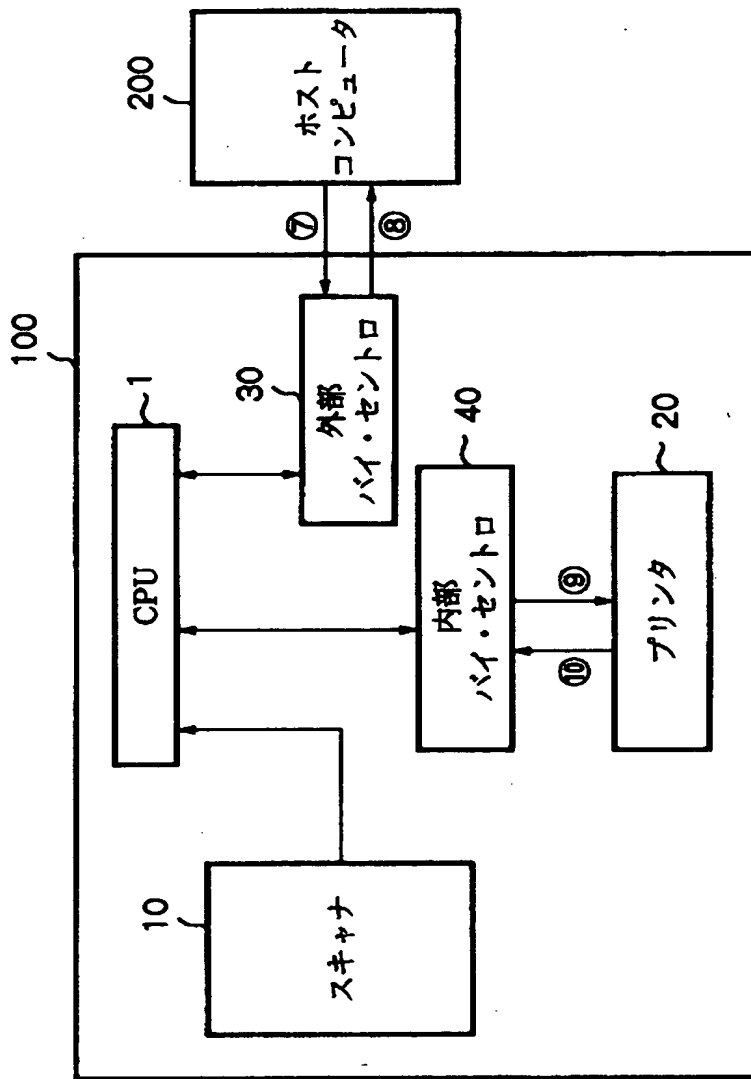 100
1
CPU
10
スキャナ
30
外部
バイ・セントロ
40
内部
バイ・セントロ
⑨
⑩
20
プリンタ
⑦
⑧
200
ホスト
コンピュータ